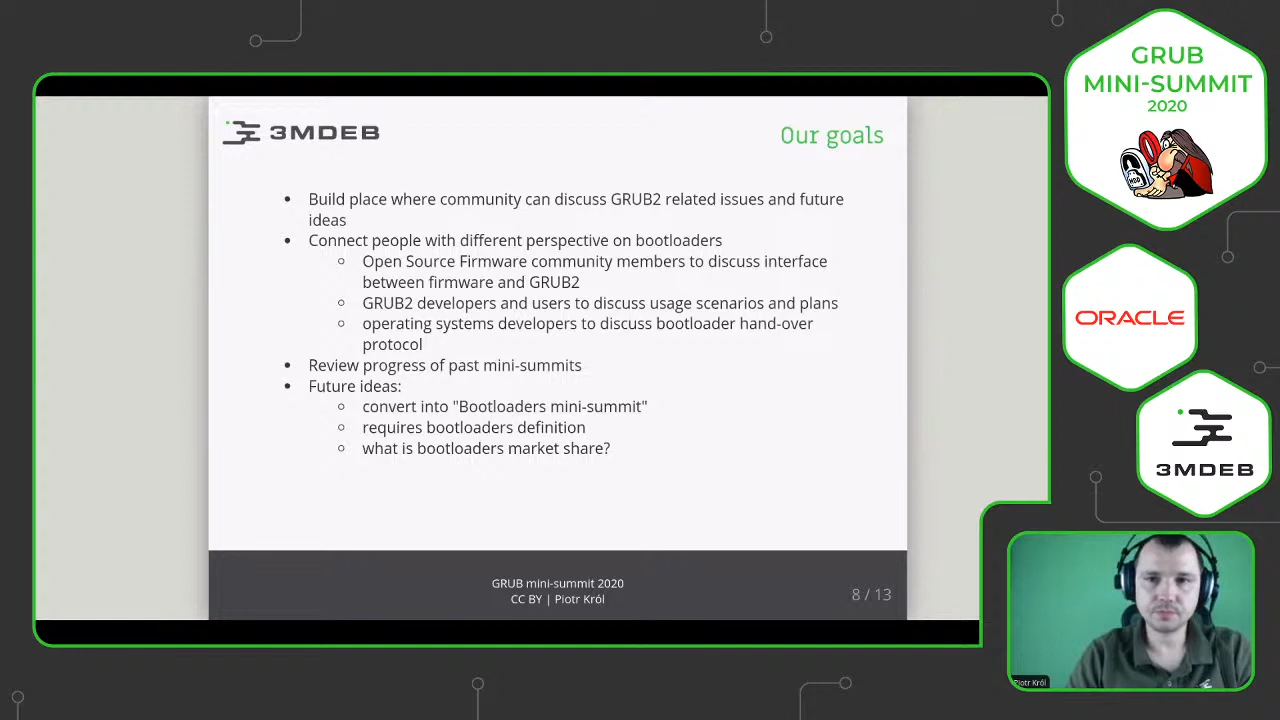 GRUB
MINI-SUMMIT
2020
3MDEB
Our goals
Build place where community can discuss GRUB2 related issues and future
ideas
Connect people with different perspective on bootloaders
Open Source Firmware community members to discuss interface
between firmware and GRUB2
GRUB2 developers and users to discuss usage scenarios and plans
operating systems developers to discuss bootloader hand-over
protocol
Review progress of past mini-summits
Future ideas:
convert into "Bootloaders mini-summit"
requires bootloaders definition
what is bootloaders market share?
GRUB mini-summit 2020
CC BY | Piotr Król
8 / 13
ORACLE
3MDEB
Piotr Król